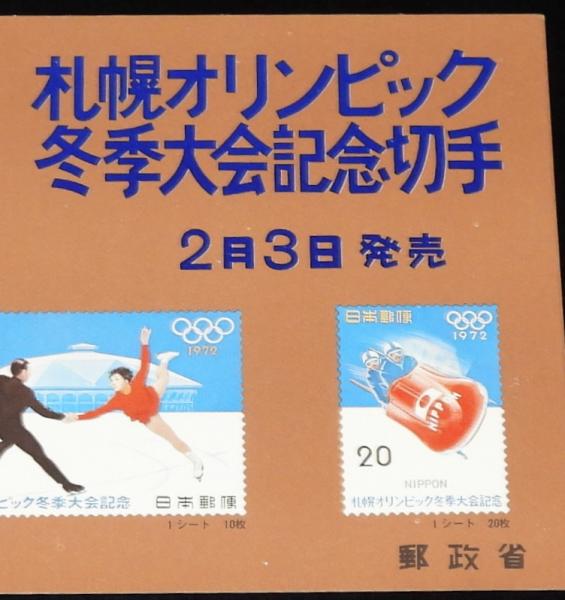 札幌オリンピック
冬季大会記念切手
2月3日 発売
1972
ピック冬季大会記念 日本郵便
1シート 10枚
日本郵便
1972
NIPPON
20
NIPPON
札幌オリンピック冬季大会記念
1シート 20枚
郵政省